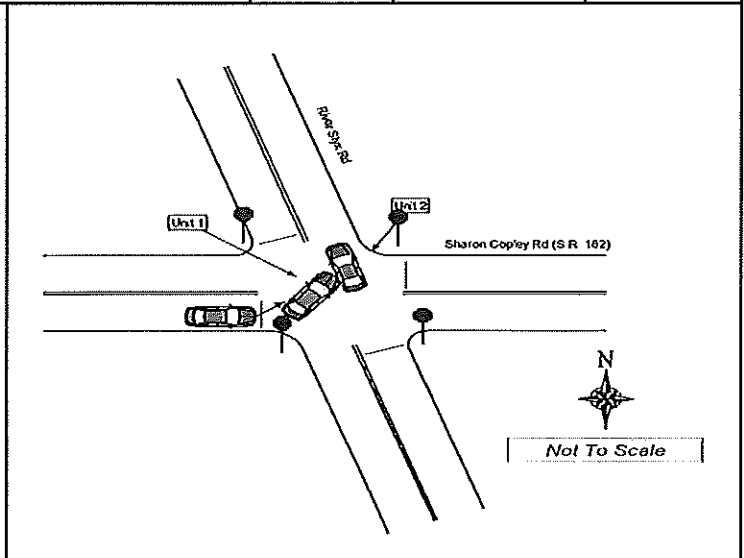 River Styx Rd
Unit 2
Unit 1
Sharon Copley Rd (S R 162)
N
Not To Scale